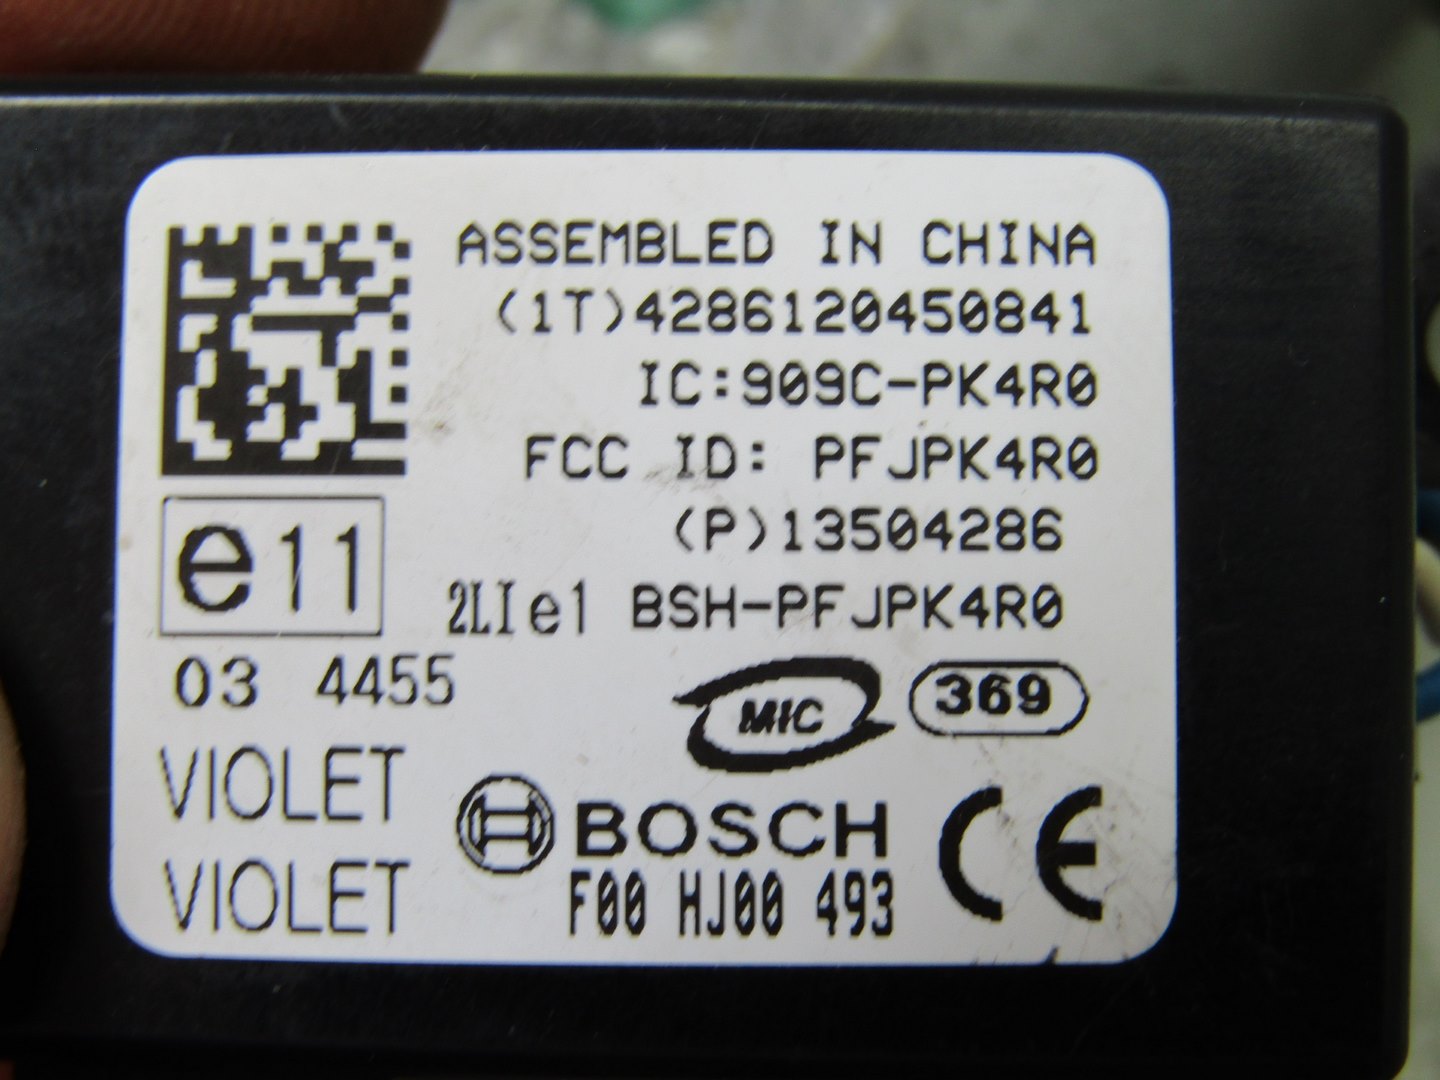 ASSEMBLED IN CHINA
(1T)4286120450841
IC:909C-PK4R0
FCC ID: PFJPK4R0
(P)13504286
e11
2LIe1 BSH-PFJPK4R0
03 4455
MIC
369
VIOLET
BOSCH
CE
VIOLET
F00 HJ00 493